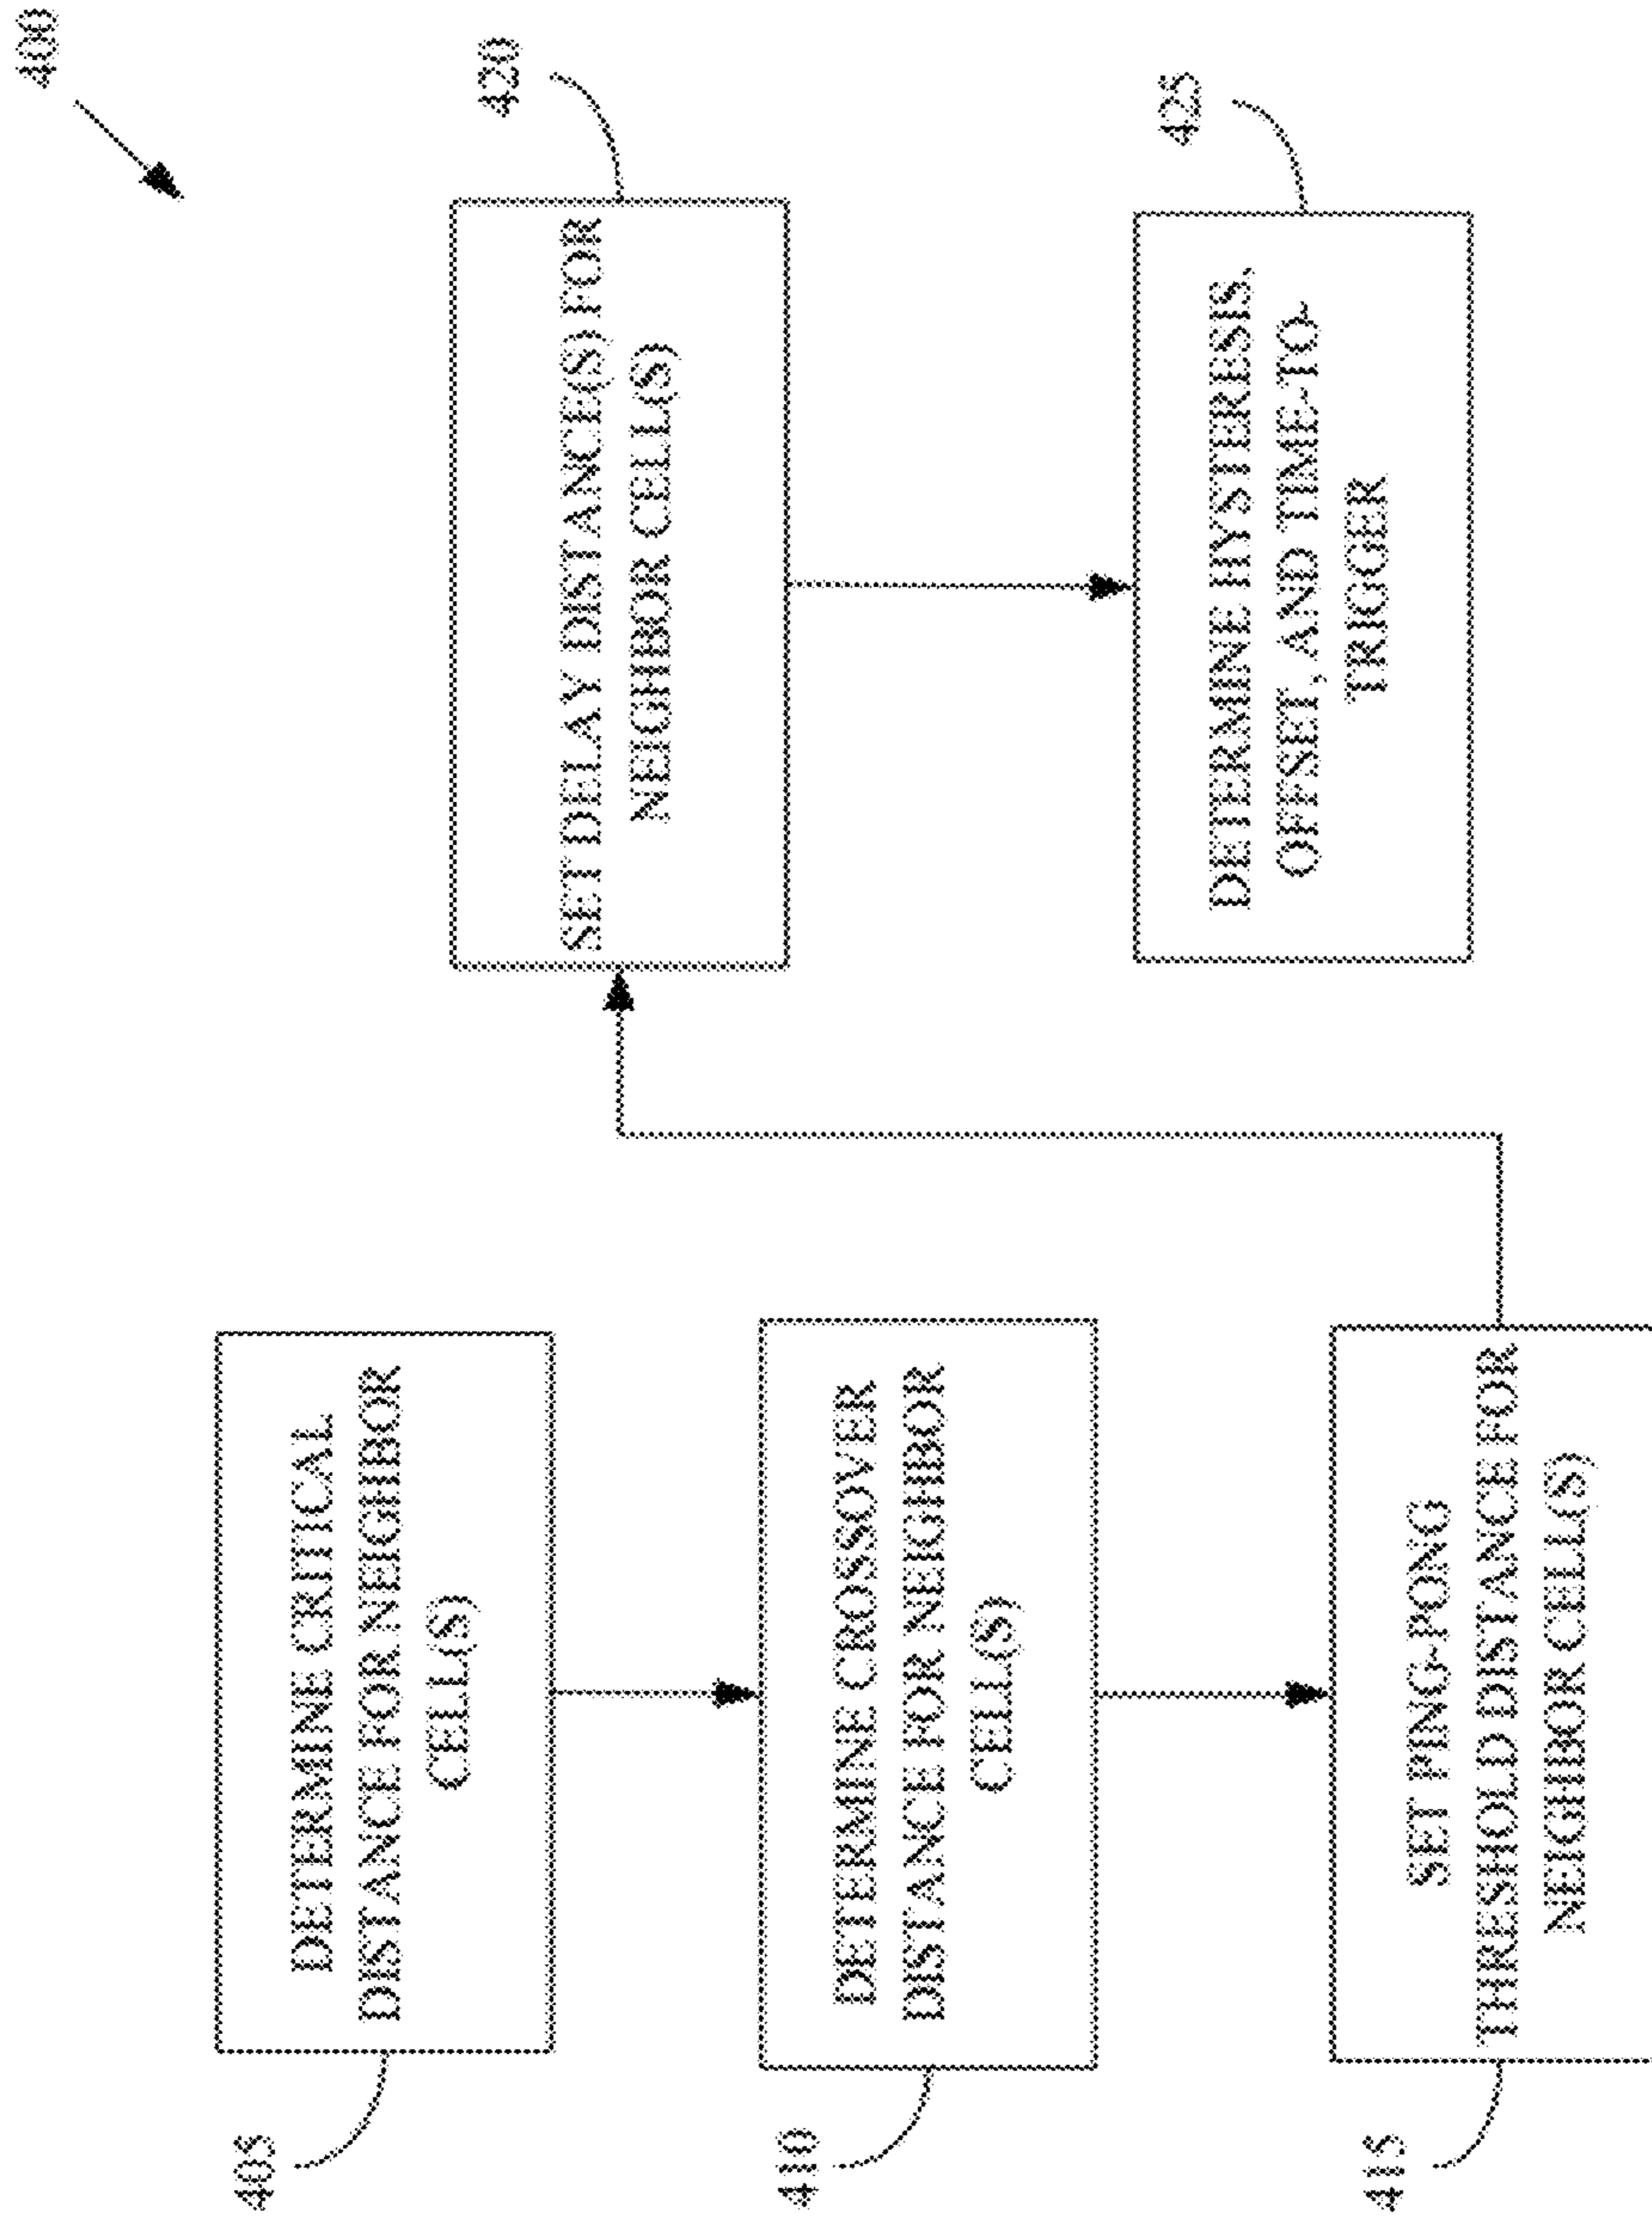 400
405
DETERMINE CRITICAL
DISTANCE FOR NEIGHBOR
CELL(S)
410
DETERMINE CROSSOVER
DISTANCE FOR NEIGHBOR
CELL(S)
415
SET PING-PONG
THRESHOLD DISTANCE FOR
NEIGHBOR CELL(S)
420
SET DELAY DISTANCE(S) FOR
NEIGHBOR CELL(S)
425
DETERMINE HYSTERESIS,
OFFSET, AND TIME-TO-
TRIGGER